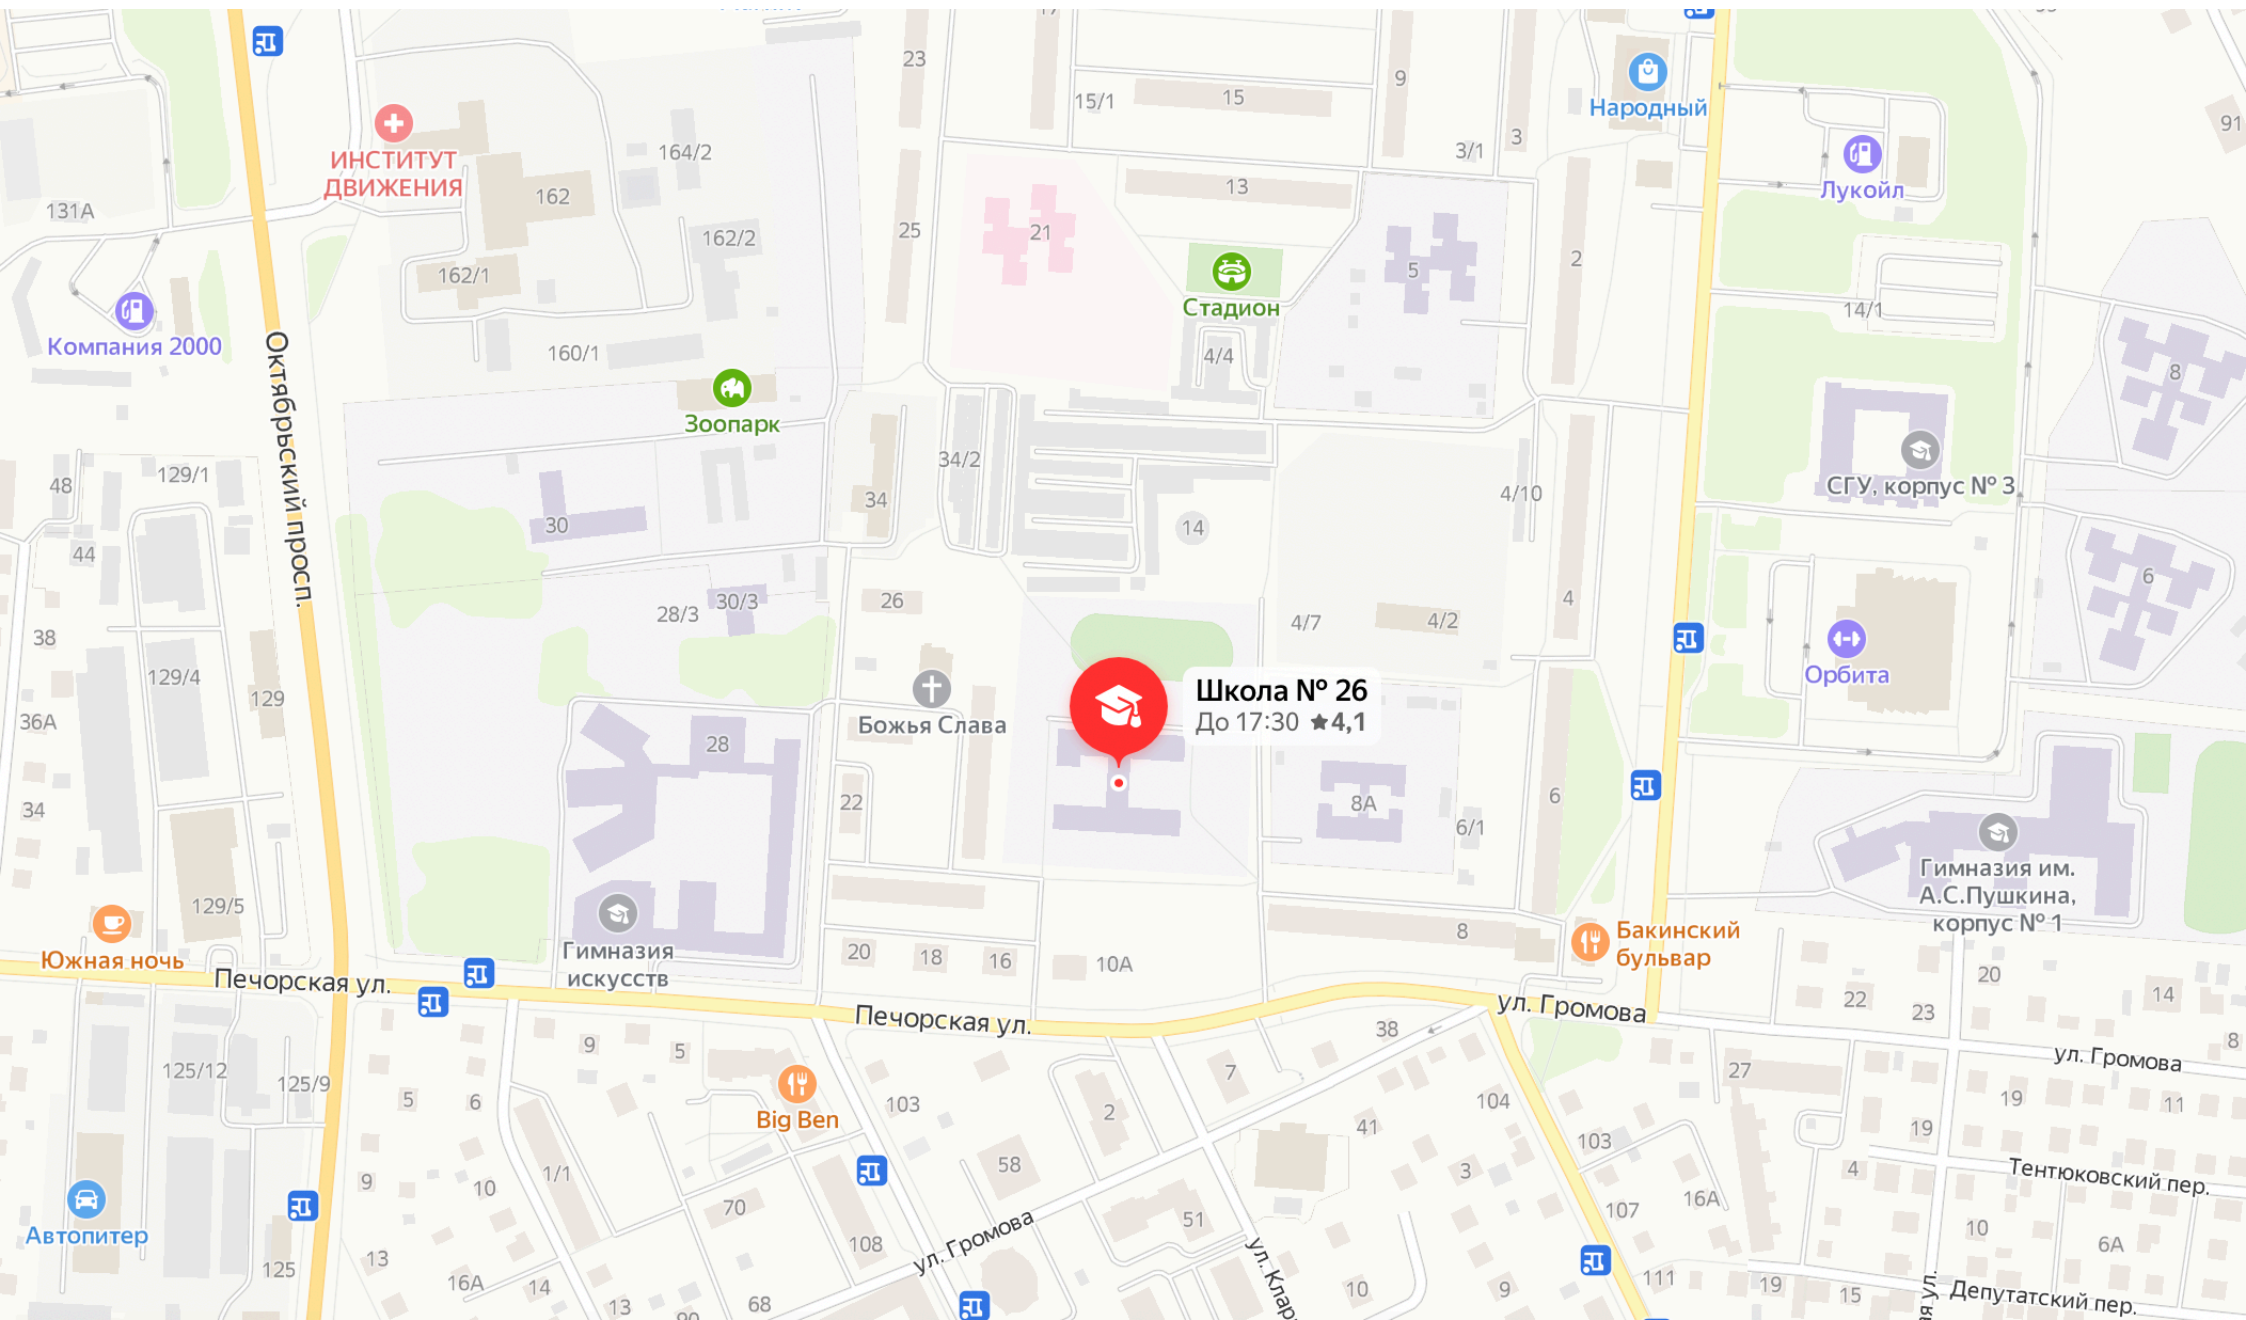 23
9
15/1
15
3
3/1
Народный
91
ИНСТИТУТ
ДВИЖЕНИЯ
164/2
162
131А
13
Лукойл
25
21
162/2
162/1
5
2
Стадион
14/1
Компания 2000
160/1
4/4
8
Октябрьский просп.
Зоопарк
34/2
48
129/1
34
4/10
СГУ, корпус № 3
30
14
44
6
26
30/3
28/3
4/7
4/2
4
38
129/4
Орбита
129
36А
Божья Слава
Школа № 26
До 17:30 ★4,1
28
22
8А
6
6/1
34
Гимназия им.
А.С.Пушкина,
корпус № 1
129/5
Южная ночь
Гимназия
искусств
20
18
16
10А
8
Бакинский
бульвар
Печорская ул.
Печорская ул.
ул. Громова
20
22
23
14
8
9
5
38
ул. Громова
125/12
125/9
5
6
7
27
103
2
104
19
11
Big Ben
41
103
19
1/1
58
3
4
Тентюковский пер.
9
10
70
51
107
16А
10
6А
Автопитер
108
ул. Громова
ул. Клар
13
125
16А
14
13
68
10
9
111
19
15
Депутатский пер.